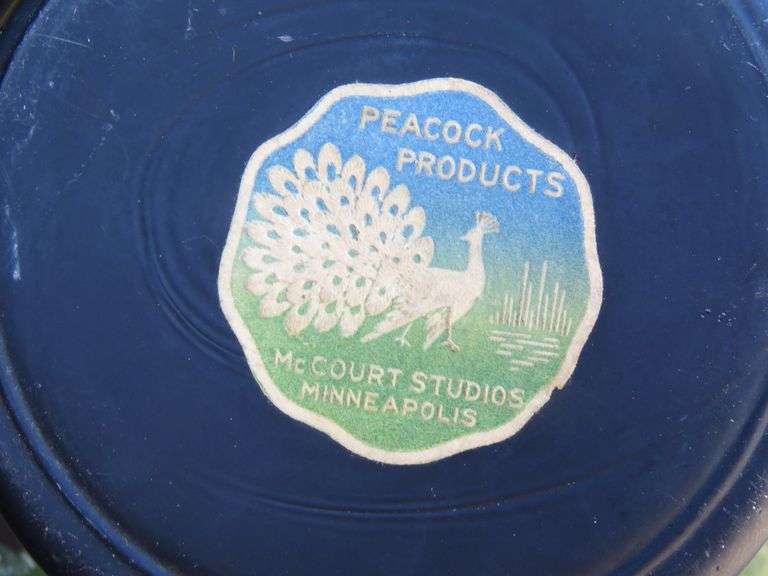 PEACOCK
PRODUCTS
McCOURT STUDIOS
MINNEAPOLIS